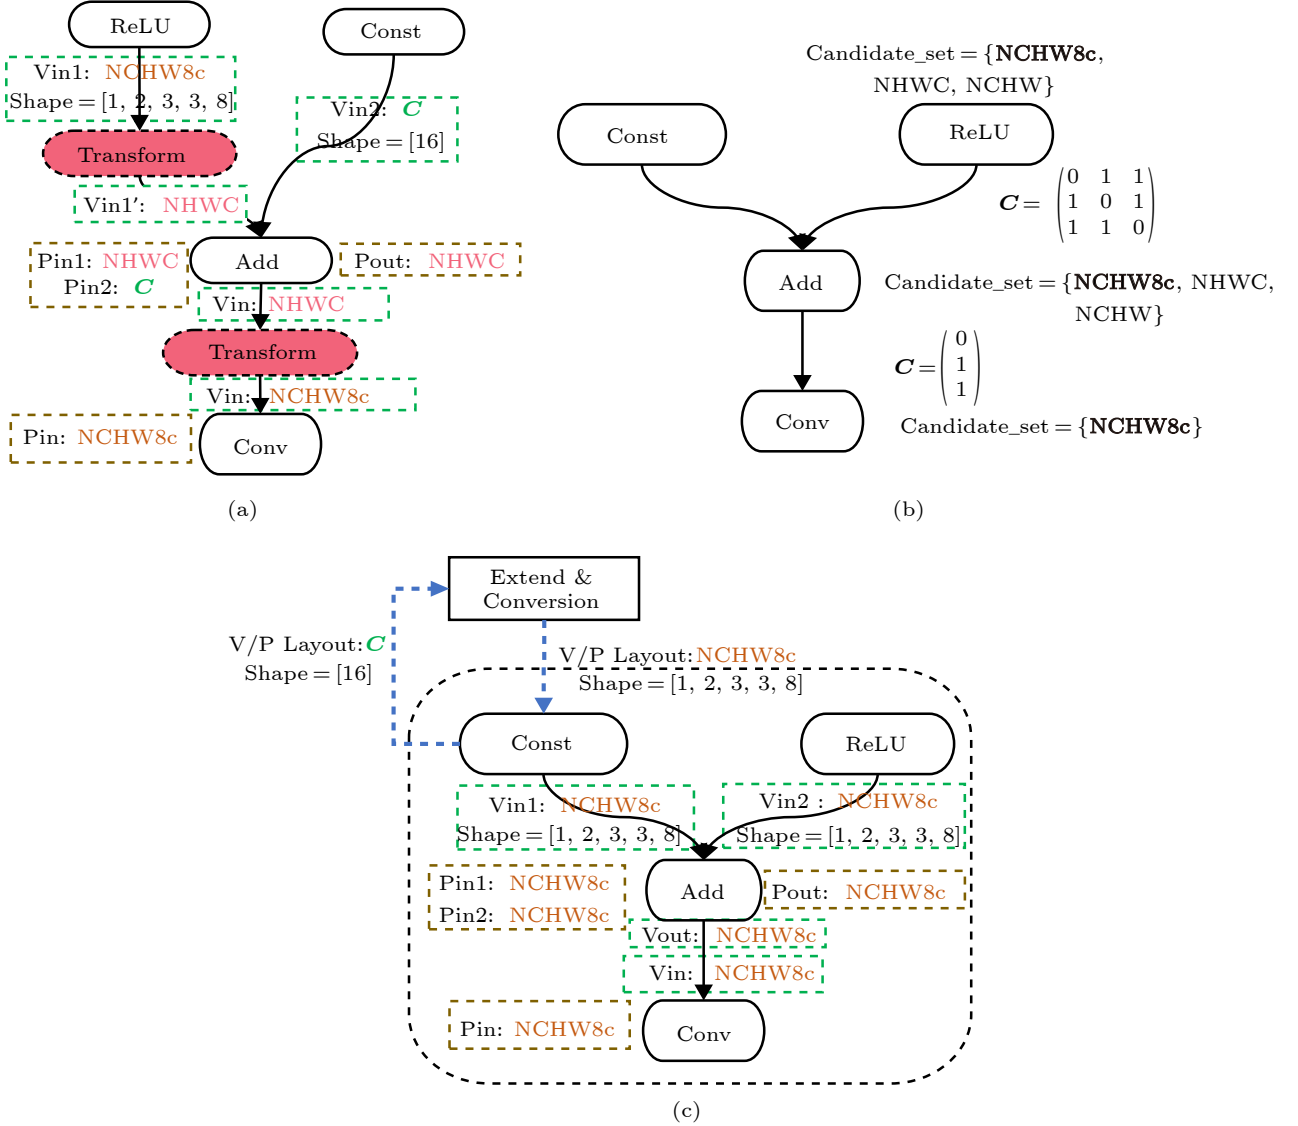 ReLU
Const
Vin1: NCHW8c
Shape = [1, 2, 3, 3, 8]
Vin2: C
Shape = [16]
Transform
Vin1′: NHWC
Pin1: NHWC
Pin2: C
Add
Pout: NHWC
Vin: NHWC
Transform
Vin: NCHW8c
Pin: NCHW8c
Conv
(a)
Candidate_set = {NCHW8c,
NHWC, NCHW}
Const
ReLU
C = (0 1 1
1 0 1
1 1 0)
Add
Candidate_set = {NCHW8c, NHWC,
NCHW}
C = (0
1
1)
Conv
Candidate_set = {NCHW8c}
(b)
Extend &
Conversion
V/P Layout: C
Shape = [16]
V/P Layout: NCHW8c
Shape = [1, 2, 3, 3, 8]
Const
ReLU
Vin1: NCHW8c
Shape = [1, 2, 3, 3, 8]
Vin2 : NCHW8c
Shape = [1, 2, 3, 3, 8]
Pin1: NCHW8c
Pin2: NCHW8c
Add
Pout: NCHW8c
Vout: NCHW8c
Vin: NCHW8c
Pin: NCHW8c
Conv
(c)